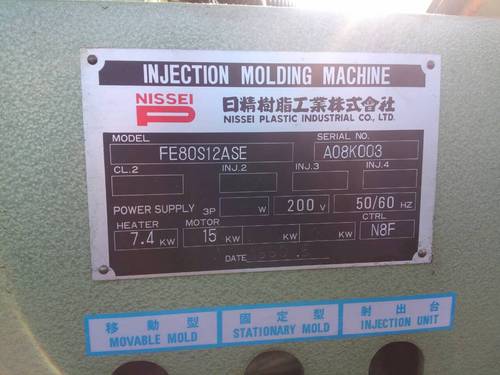 INJECTION MOLDING MACHINE
NISSEI
日精樹脂工業株式會社
NISSEI PLASTIC INDUSTRIAL CO., LTD.
MODEL SERIAL NO.
FE80S12ASE A08K003
CL.2 INJ.2 INJ.3 INJ.4
POWER SUPPLY 3P W 200 V 50/60 HZ
HEATER MOTOR CTRL
7.4 KW 15 KW KW KW N8F
DATE
移動型 固定型 射出台
MOVABLE MOLD STATIONARY MOLD INJECTION UNIT